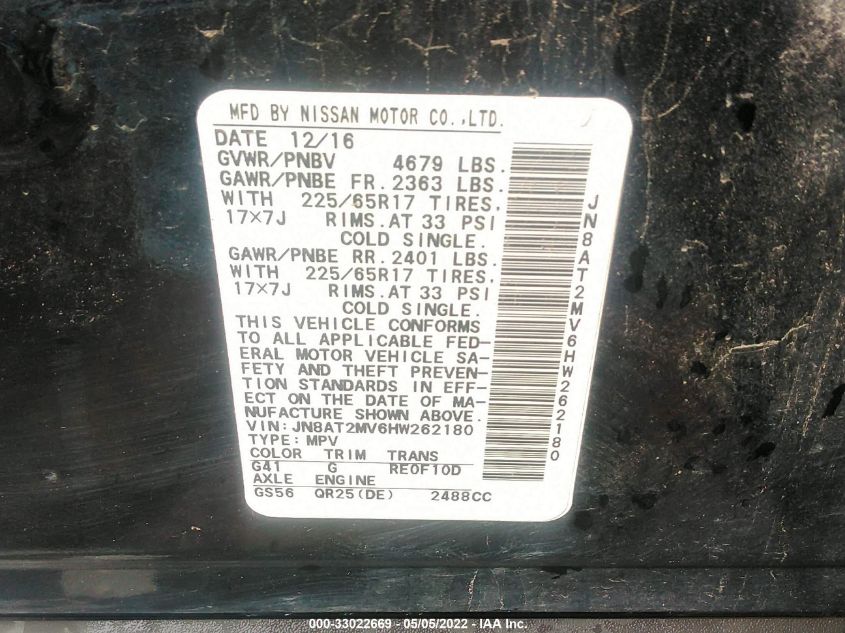 MFD BY NISSAN MOTOR CO.,LTD.
DATE 12/16
GVWR/PNBV 4679 LBS.
GAWR/PNBE FR. 2363 LBS.
WITH 225/65R17 TIRES.
17×7J RIMS. AT 33 PSI
COLD SINGLE.
GAWR/PNBE RR. 2401 LBS.
WITH 225/65R17 TIRES.
17×7J RIMS. AT 33 PSI
COLD SINGLE.
THIS VEHICLE CONFORMS
TO ALL APPLICABLE FED-
ERAL MOTOR VEHICLE SA-
FETY AND THEFT PREVEN-
TION STANDARDS IN EFF-
ECT ON THE DATE OF MA-
NUFACTURE SHOWN ABOVE.
VIN:JN8AT2MV6HW262180
TYPE:MPV
COLOR TRIM TRANS
G41 G RE0F10D
AXLE ENGINE
GS56 QR25(DE) 2488CC
JN8AT2MV6HW262180
000-33022669 - 05/05/2022 - IAA Inc.